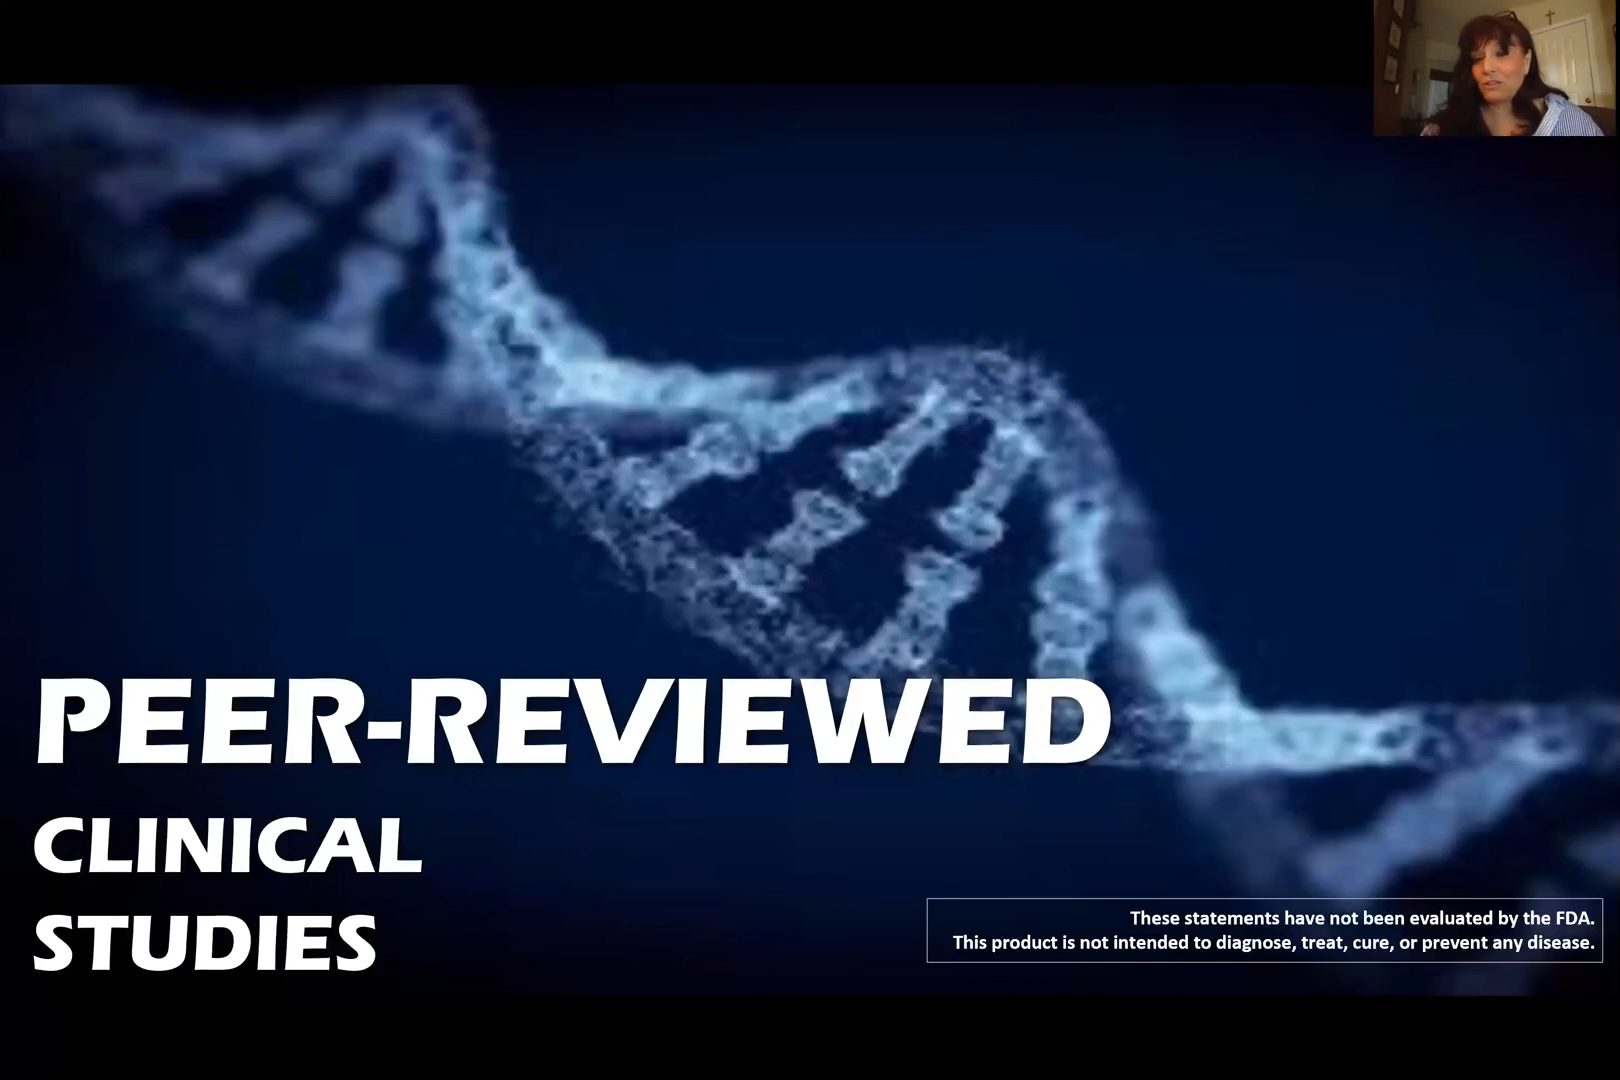 PEER-REVIEWED
CLINICAL
STUDIES
These statements have not been evaluated by the FDA.
This product is not intended to diagnose, treat, cure, or prevent any disease.